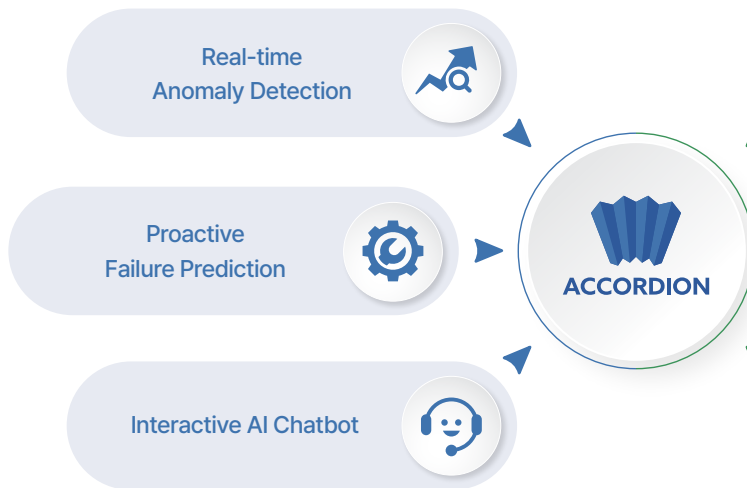 Real-time
Anomaly Detection
Proactive
Failure Prediction
ACCORDION
Interactive AI Chatbot